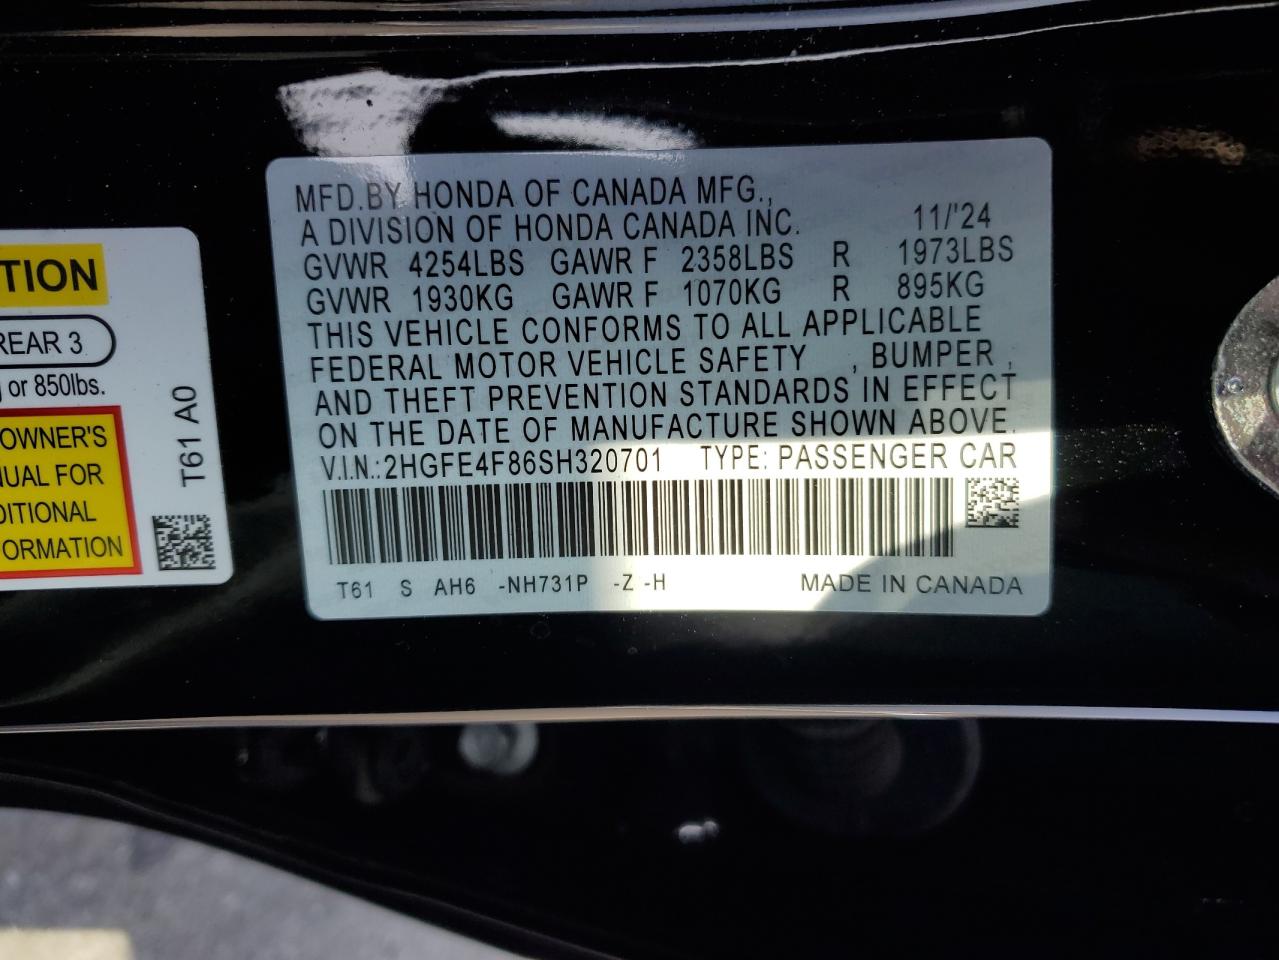 TION
REAR 3
or 850lbs.
OWNER'S
NUAL FOR
DITIONAL
ORMATION
T61 A0
MFD.BY HONDA OF CANADA MFG.,
A DIVISION OF HONDA CANADA INC. 11/'24
GVWR 4254LBS GAWR F 2358LBS R 1973LBS
GVWR 1930KG GAWR F 1070KG R 895KG
THIS VEHICLE CONFORMS TO ALL APPLICABLE
FEDERAL MOTOR VEHICLE SAFETY , BUMPER ,
AND THEFT PREVENTION STANDARDS IN EFFECT
ON THE DATE OF MANUFACTURE SHOWN ABOVE.
V.I.N.:2HGFE4F86SH320701 TYPE: PASSENGER CAR
T61 S AH6 -NH731P -Z -H MADE IN CANADA